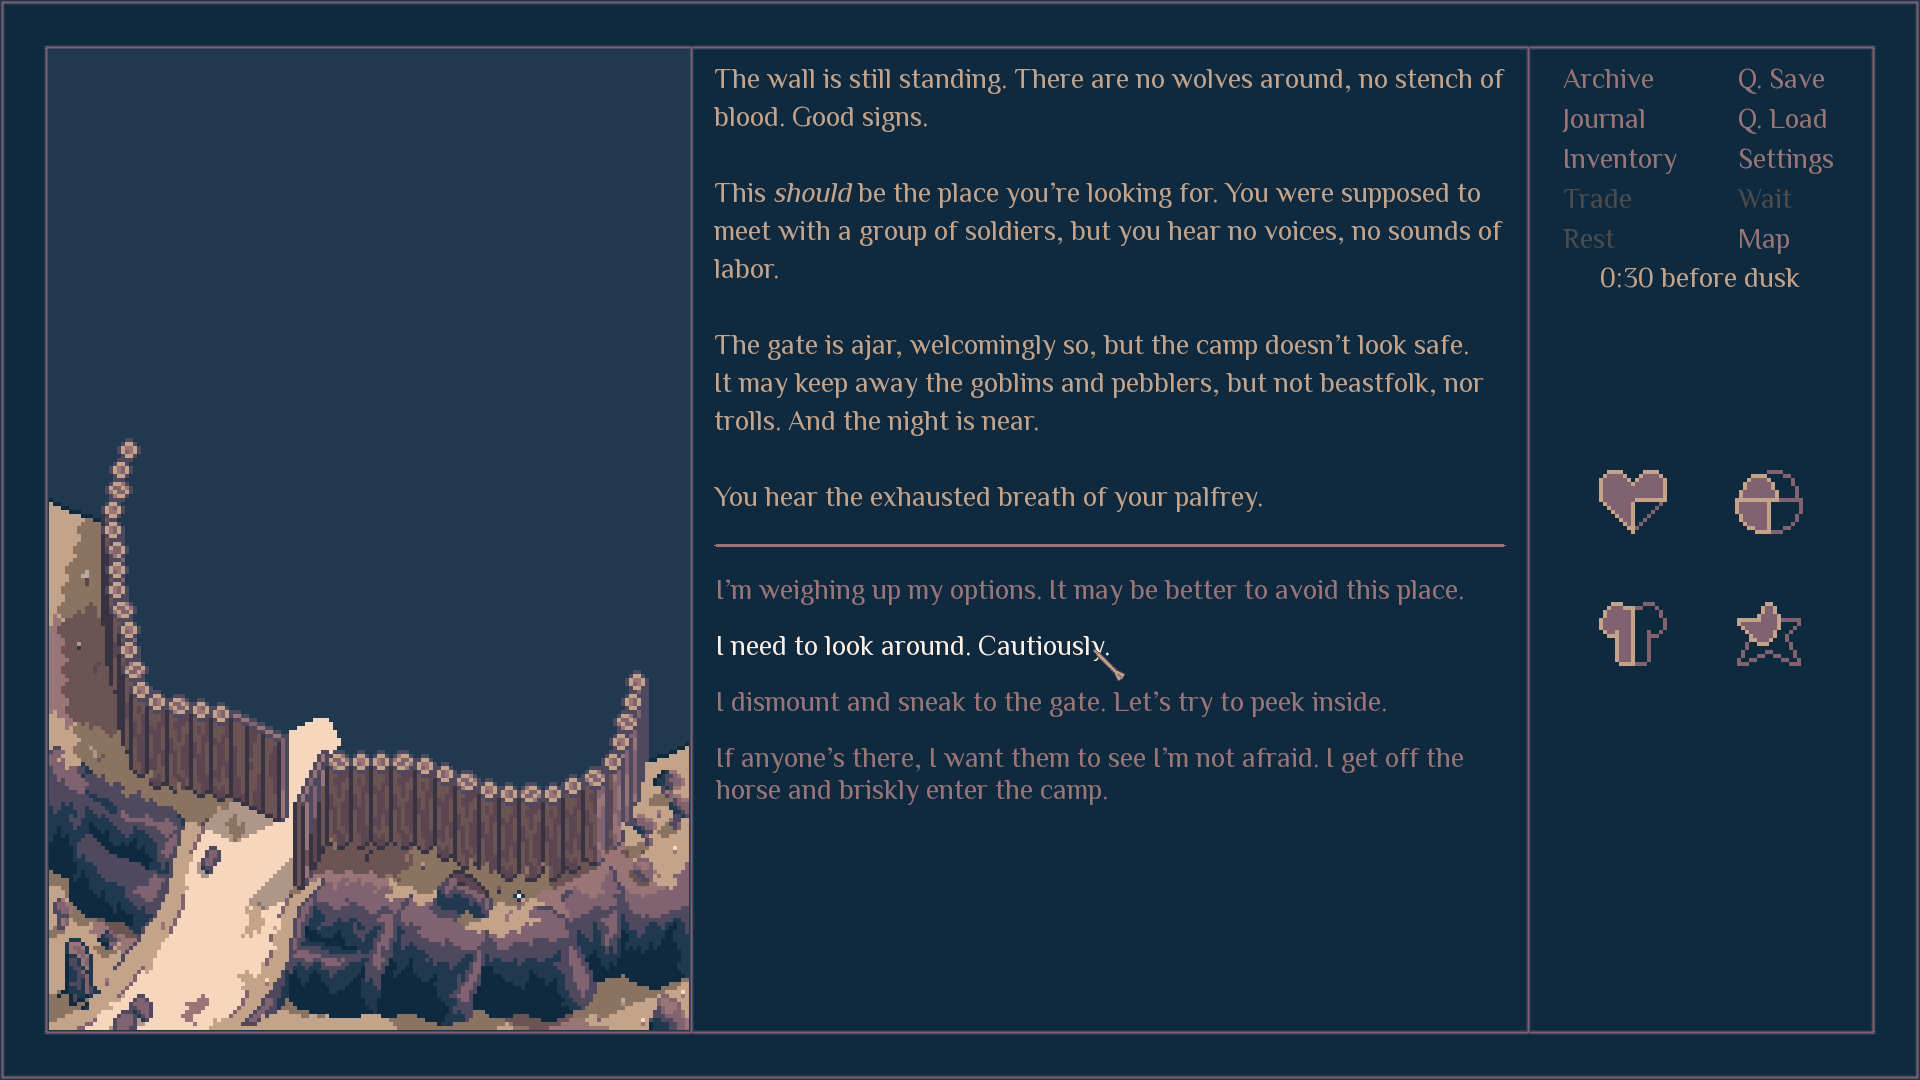 The wall is still standing. There are no wolves around, no stench of
blood. Good signs.
This should be the place you’re looking for. You were supposed to
meet with a group of soldiers, but you hear no voices, no sounds of
labor.
The gate is ajar, welcomingly so, but the camp doesn’t look safe.
It may keep away the goblins and pebblers, but not beastfolk, nor
trolls. And the night is near.
You hear the exhausted breath of your palfrey.
I’m weighing up my options. It may be better to avoid this place.
I need to look around. Cautiously.
I dismount and sneak to the gate. Let’s try to peek inside.
If anyone’s there, I want them to see I’m not afraid. I get off the
horse and briskly enter the camp.
Archive Q. Save
Journal Q. Load
Inventory Settings
Trade Wait
Rest Map
0:30 before dusk